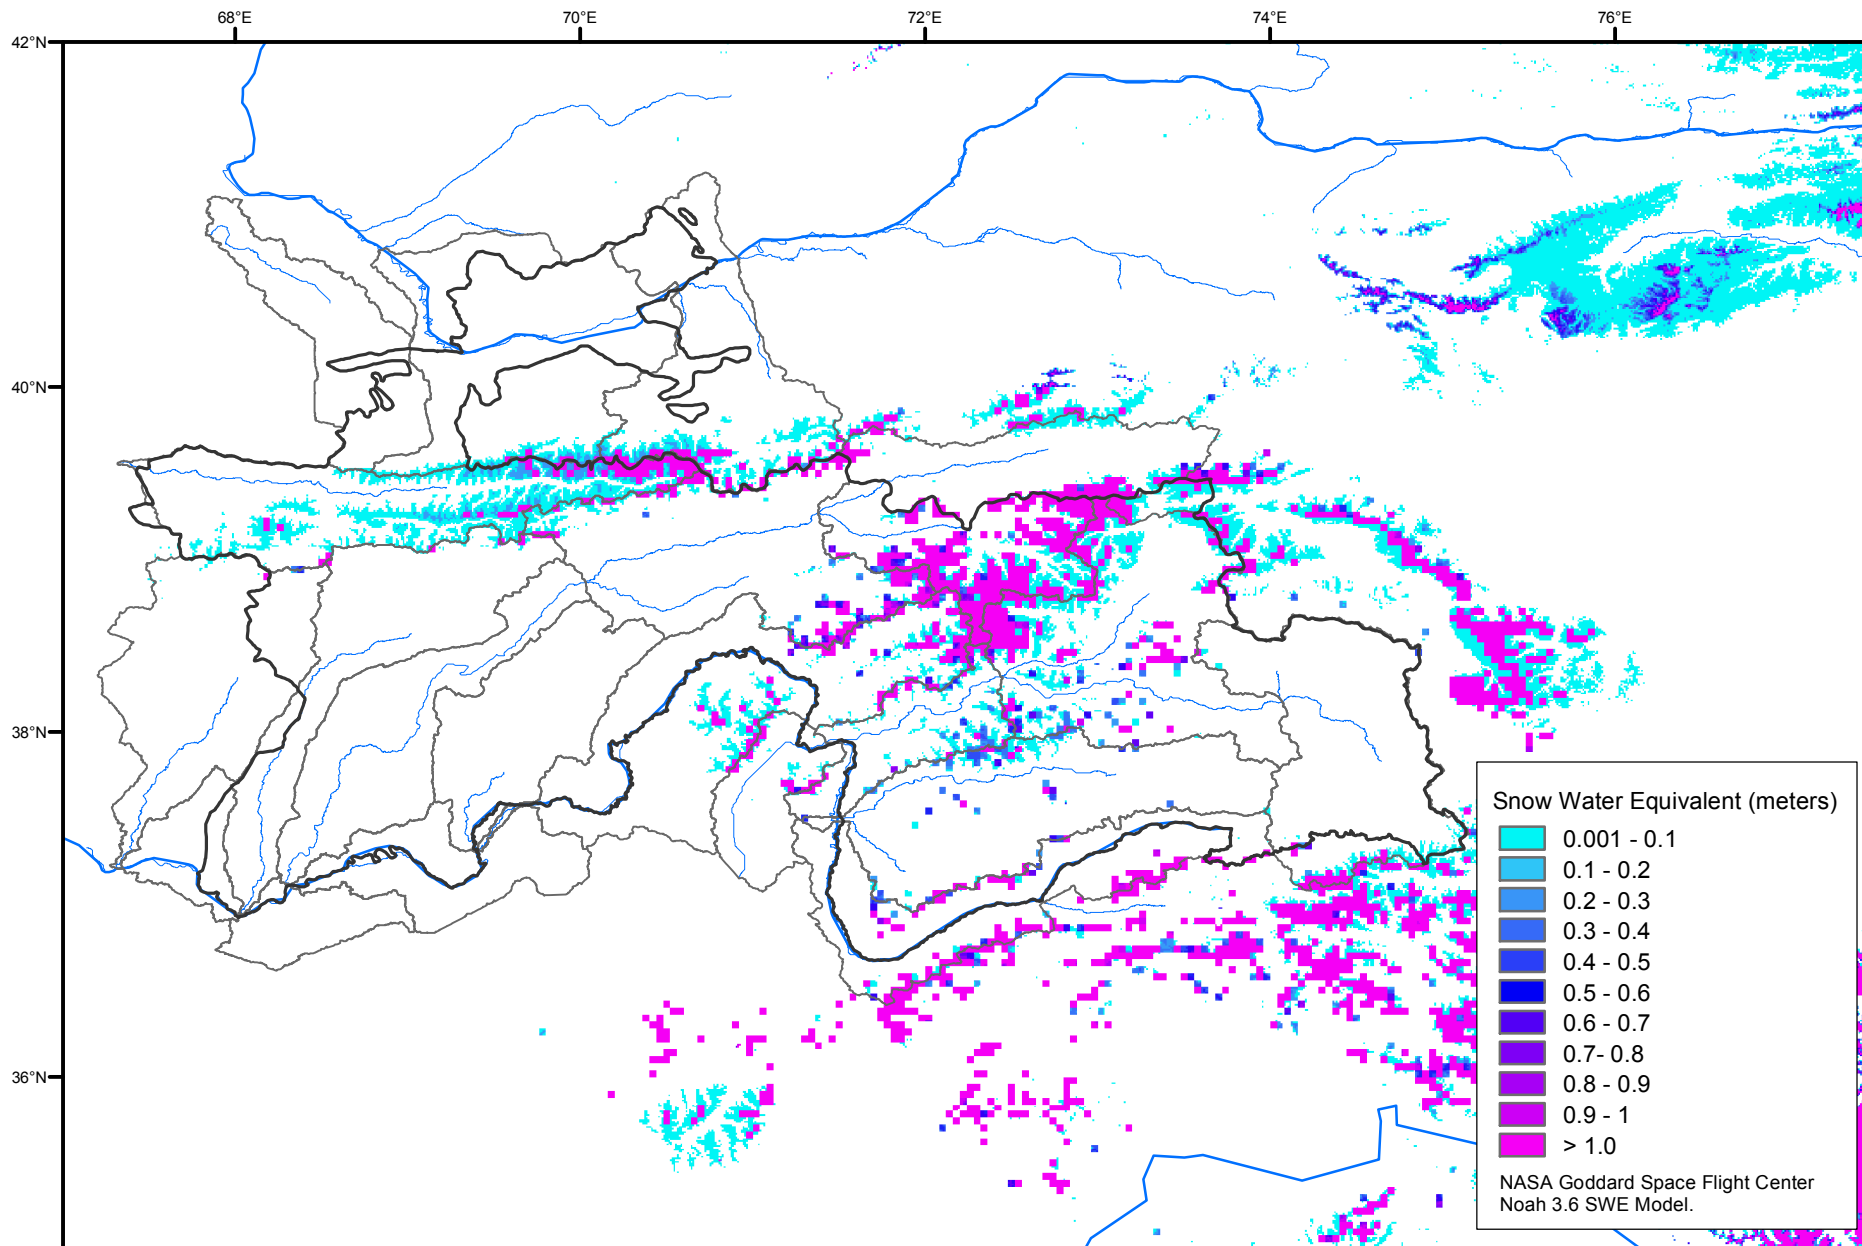 68°E 70°E 72°E 74°E 76°E
42°N
40°N
38°N
36°N
Snow Water Equivalent (meters)
0.001 - 0.1
0.1 - 0.2
0.2 - 0.3
0.3 - 0.4
0.4 - 0.5
0.5 - 0.6
0.6 - 0.7
0.7- 0.8
0.8 - 0.9
0.9 - 1
> 1.0
NASA Goddard Space Flight Center
Noah 3.6 SWE Model.